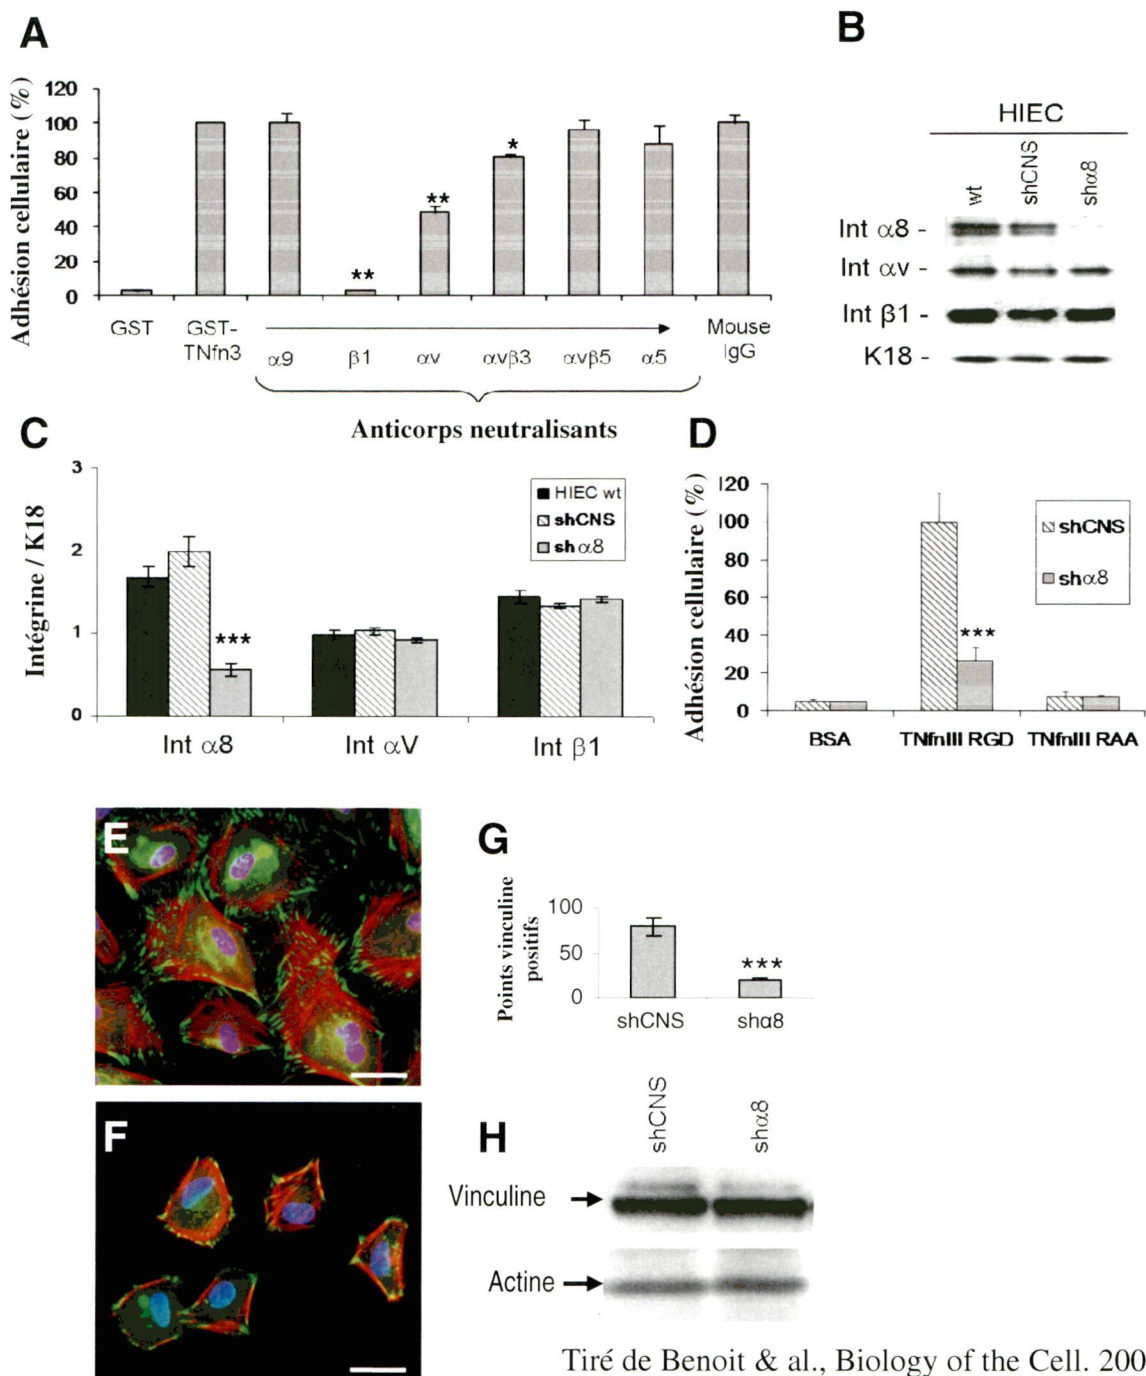 A
Adhésion cellulaire (%)
120
100
80
60
40
20
0
** ** *
GST GST-TNfn3 α9 β1 αv αvβ3 αvβ5 α5 Mouse IgG
Anticorps neutralisants
B
HIEC
wt shCNS shα8
Int α8 -
Int αv -
Int β1 -
K18 -
C
Intégrine / K18
3
2
1
0
***
HIEC wt
shCNS
shα8
Int α8 Int αV Int β1
D
Adhésion cellulaire (%)
120
100
80
60
40
20
0
***
shCNS
shα8
BSA TNfnIII RGD TNfnIII RAA
E
F
G
Points vinculine positifs
100
50
0
***
shCNS shα8
H
shCNS shα8
Vinculine
Actine
Tiré de Benoit & al., Biology of the Cell. 200